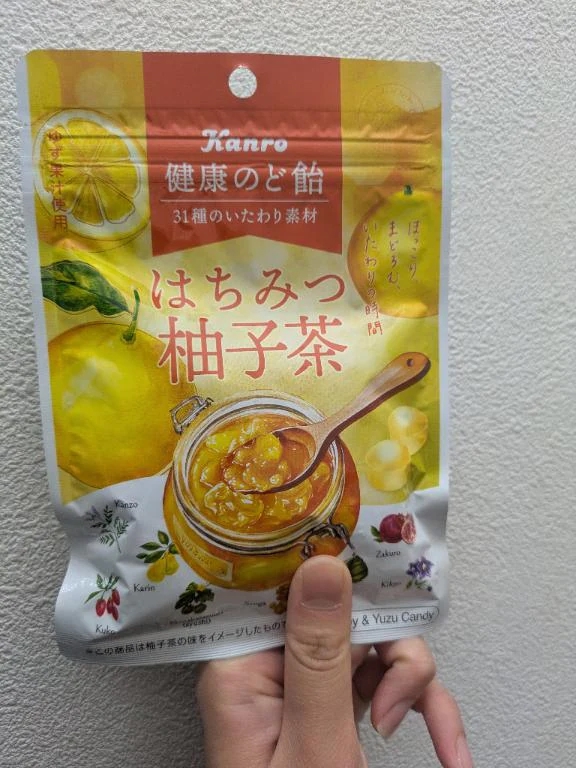 Kanro
健康のど飴
31種のいたわり素材
ゆず果汁使用
ほっこり、
まどろむ、
いたわりの時間
はちみつ
柚子茶
Kanzo
Karin
Kuko
Zakuro
Kikyo
y & Yuzu Candy
※この商品は柚子茶の味をイメージしたもので